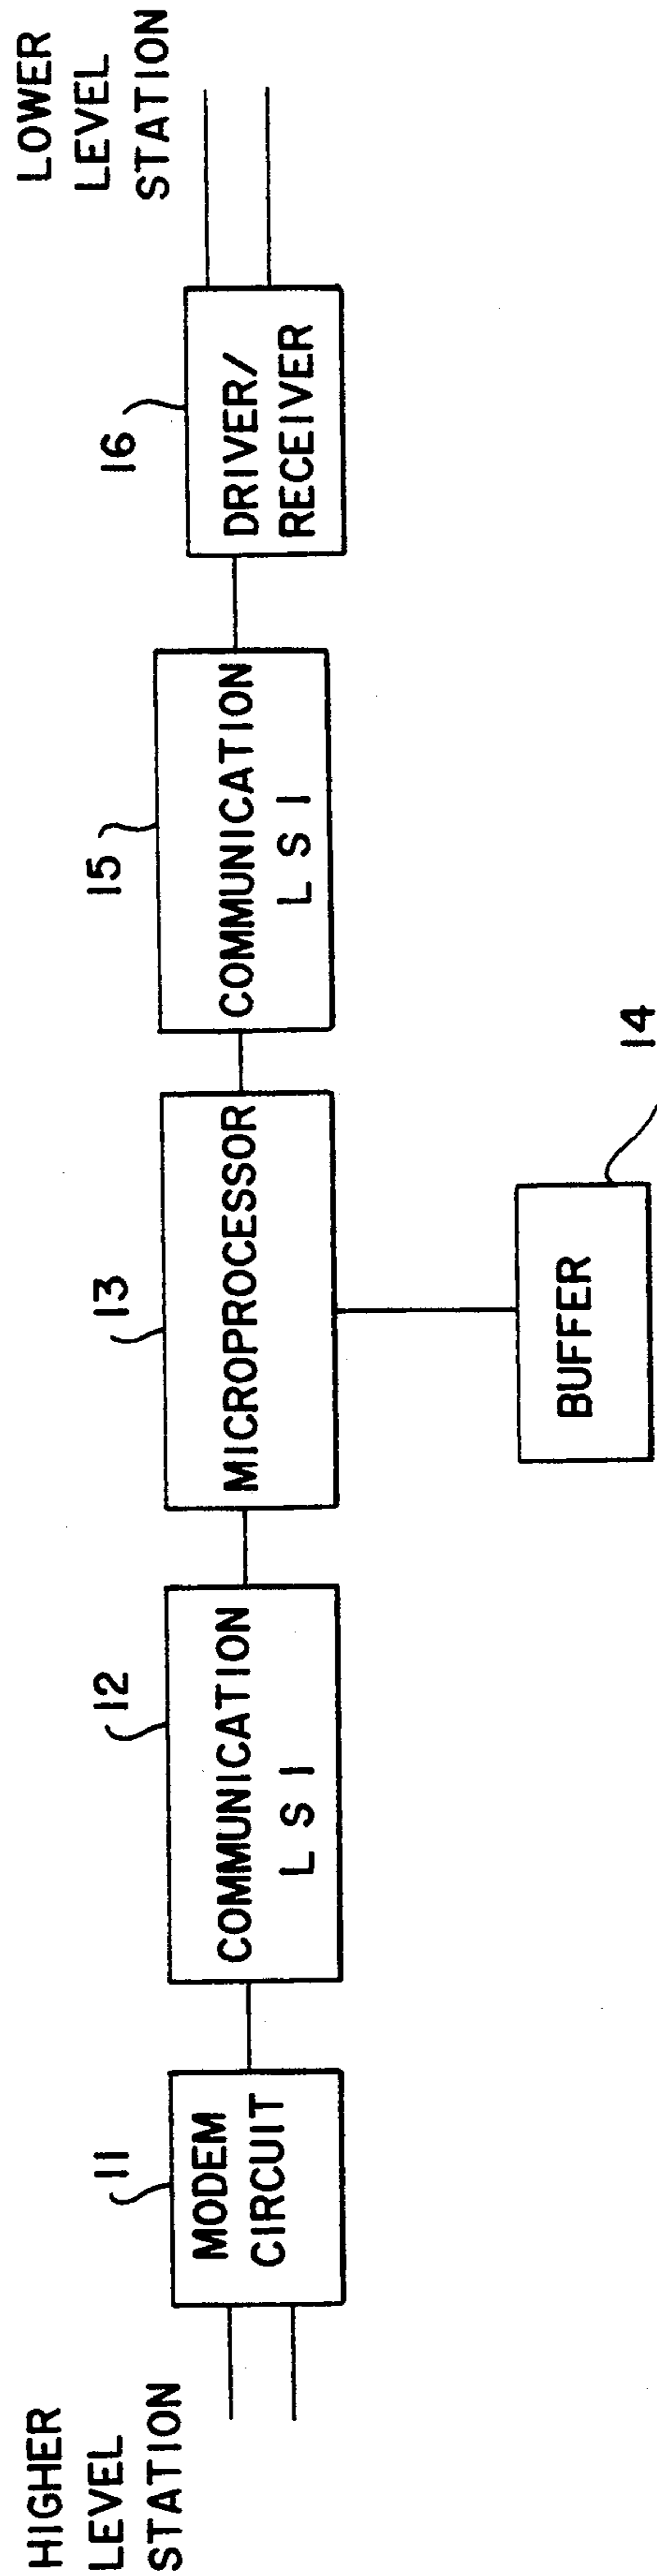 HIGHER
LEVEL
STATION
11
MODEM
CIRCUIT
12
COMMUNICATION
L S I
13
MICROPROCESSOR
14
BUFFER
15
COMMUNICATION
L S I
16
DRIVER/
RECEIVER
LOWER
LEVEL
STATION